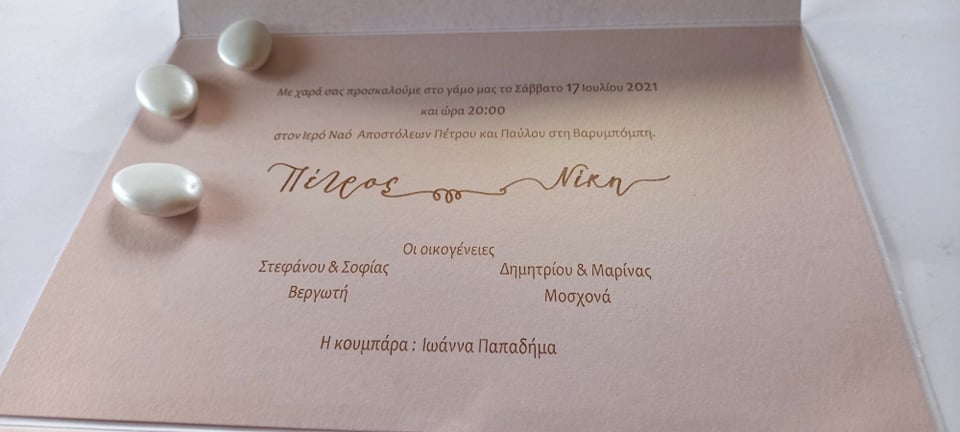 Με χαρά σας προσκαλούμε στο γάμο μας το Σάββατο 17 Ιουλίου 2021
και ώρα 20:00
στον Ιερό Ναό Αποστόλων Πέτρου και Παύλου στη Βαρυμπόμπη.
Πέτρος Νίκη
Οι οικογένειες
Στεφάνου & Σοφίας Δημητρίου & Μαρίνας
Βεργωτή Μοσχονά
Η κουμπάρα : Ιωάννα Παπαδήμα